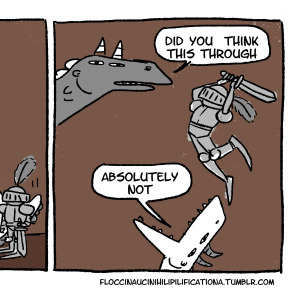 DID YOU THINK
THIS THROUGH
ABSOLUTELY
NOT
FLOCCINAUCINIHILIPILIFICATIONA.TUMBLR.COM